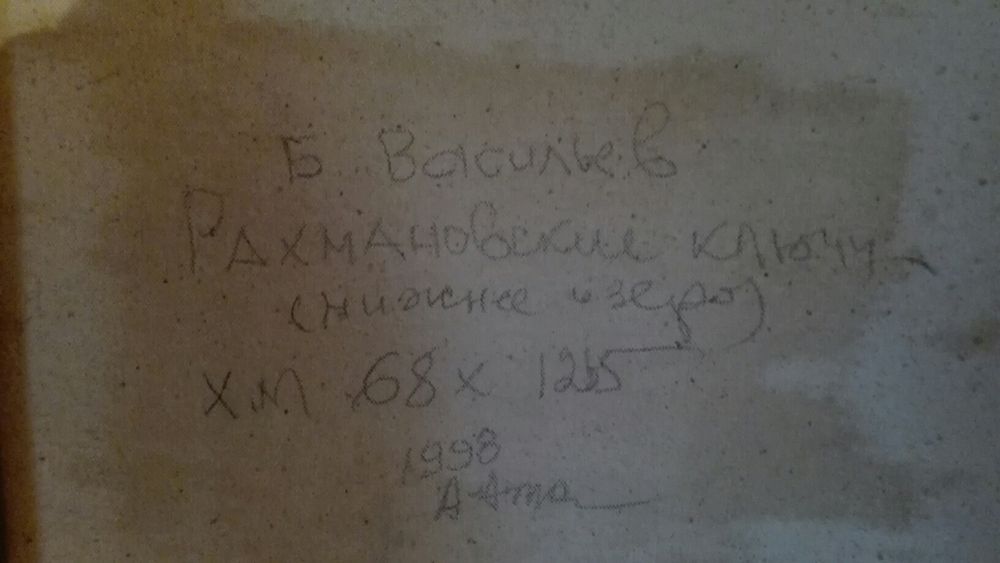 Б Васильев
Рахмановские ключи
(нижнее озеро)
Х.М 68 х 125
1998
А-Ата